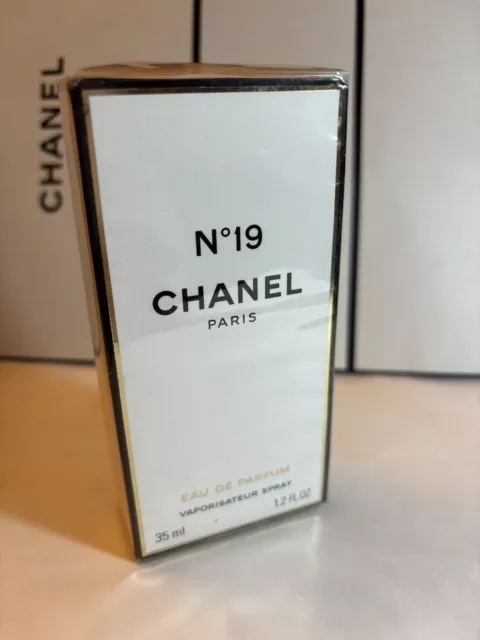 CHANEL
N°19
CHANEL
PARIS
EAU DE PARFUM
VAPORISATEUR SPRAY
35 ml 1.2 FL.OZ